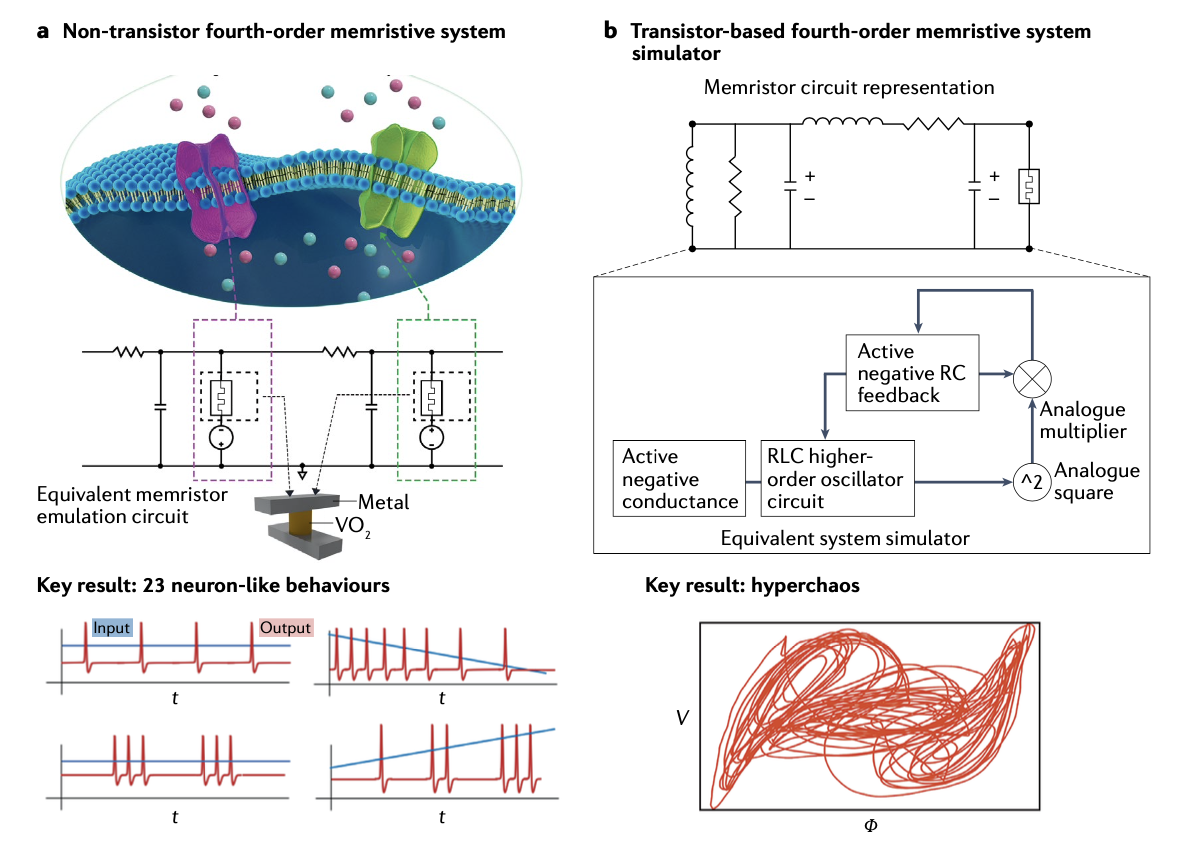 a Non-transistor fourth-order memristive system
Equivalent memristor
emulation circuit
Metal
VO₂
Key result: 23 neuron-like behaviours
Input
Output
t
t
t
t
b Transistor-based fourth-order memristive system
simulator
Memristor circuit representation
+
−
+
−
Active
negative RC
feedback
Analogue
multiplier
Active
negative
conductance
RLC higher-
order oscillator
circuit
^2
Analogue
square
Equivalent system simulator
Key result: hyperchaos
V
Φ